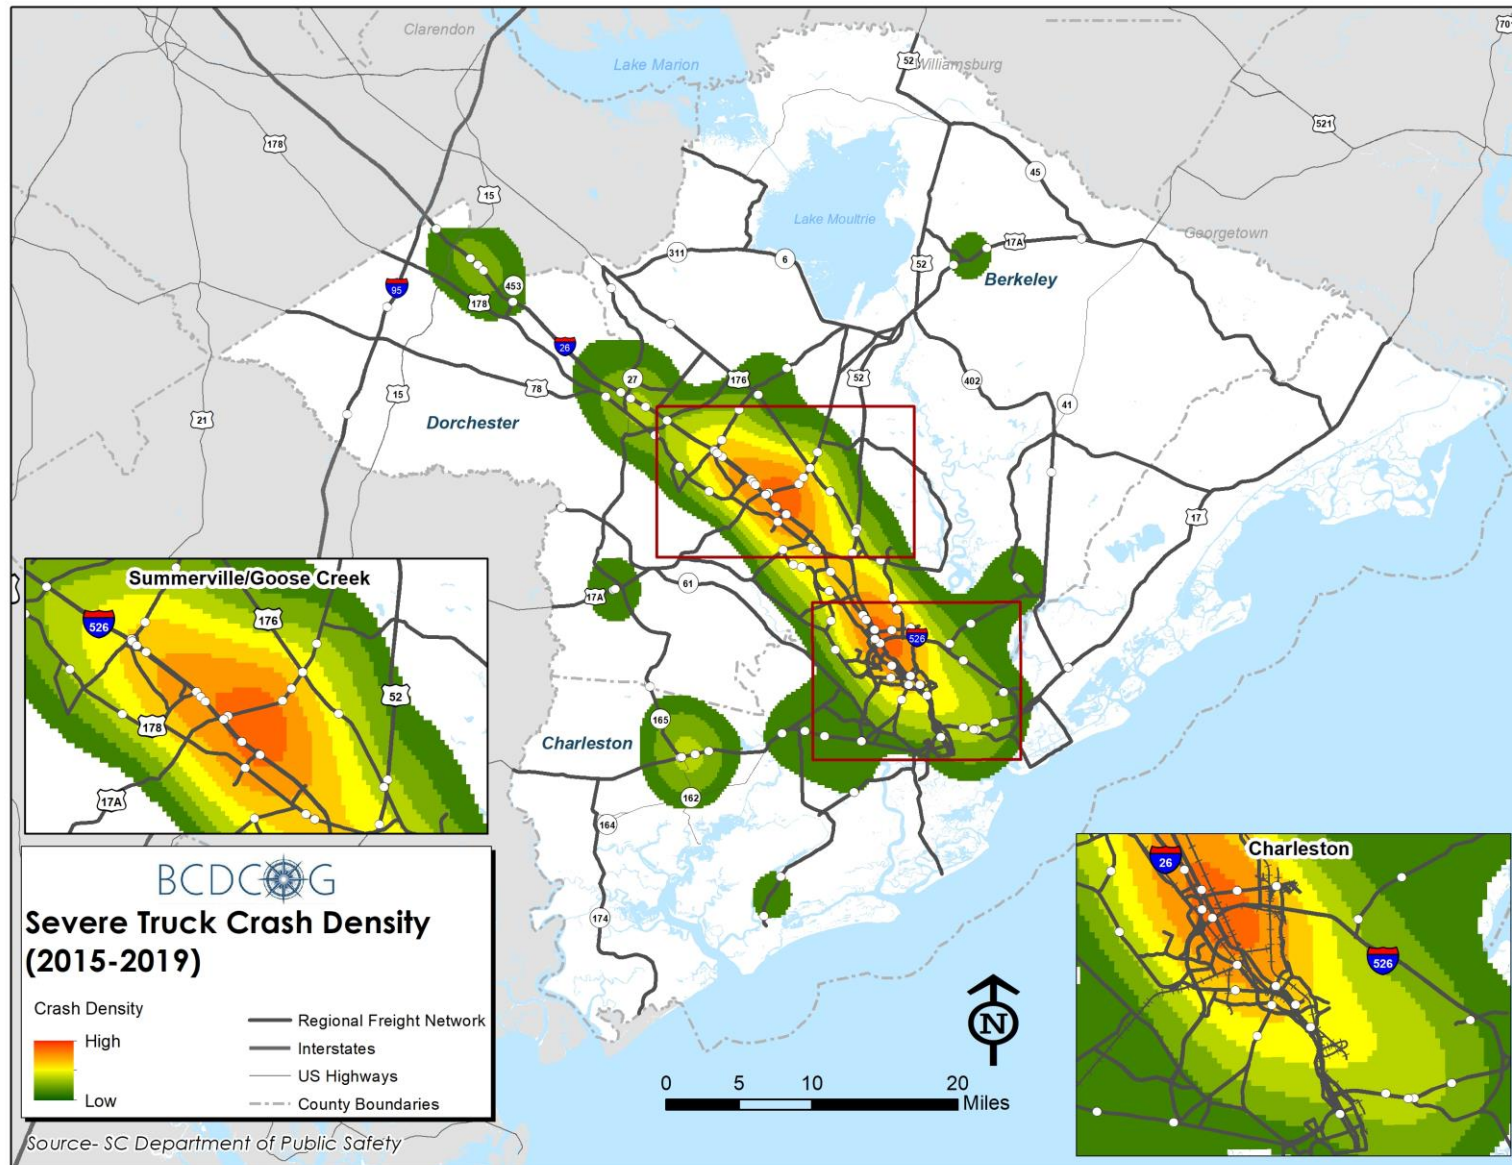 Clarendon
Lake Marion
52
Williamsburg
701
178
521
15
45
Lake Moultrie
Georgetown
311
6
17A
52
Berkeley
95
453
178
26
27
176
52
402
78
15
21
41
Dorchester
17
61
17A
526
165
Charleston
162
164
174
Summerville/Goose Creek
526
176
52
178
17A
Charleston
26
526
BCDCOG
Severe Truck Crash Density
(2015-2019)
Crash Density
High
Low
Regional Freight Network
Interstates
US Highways
County Boundaries
N
0 5 10 20
Miles
Source- SC Department of Public Safety